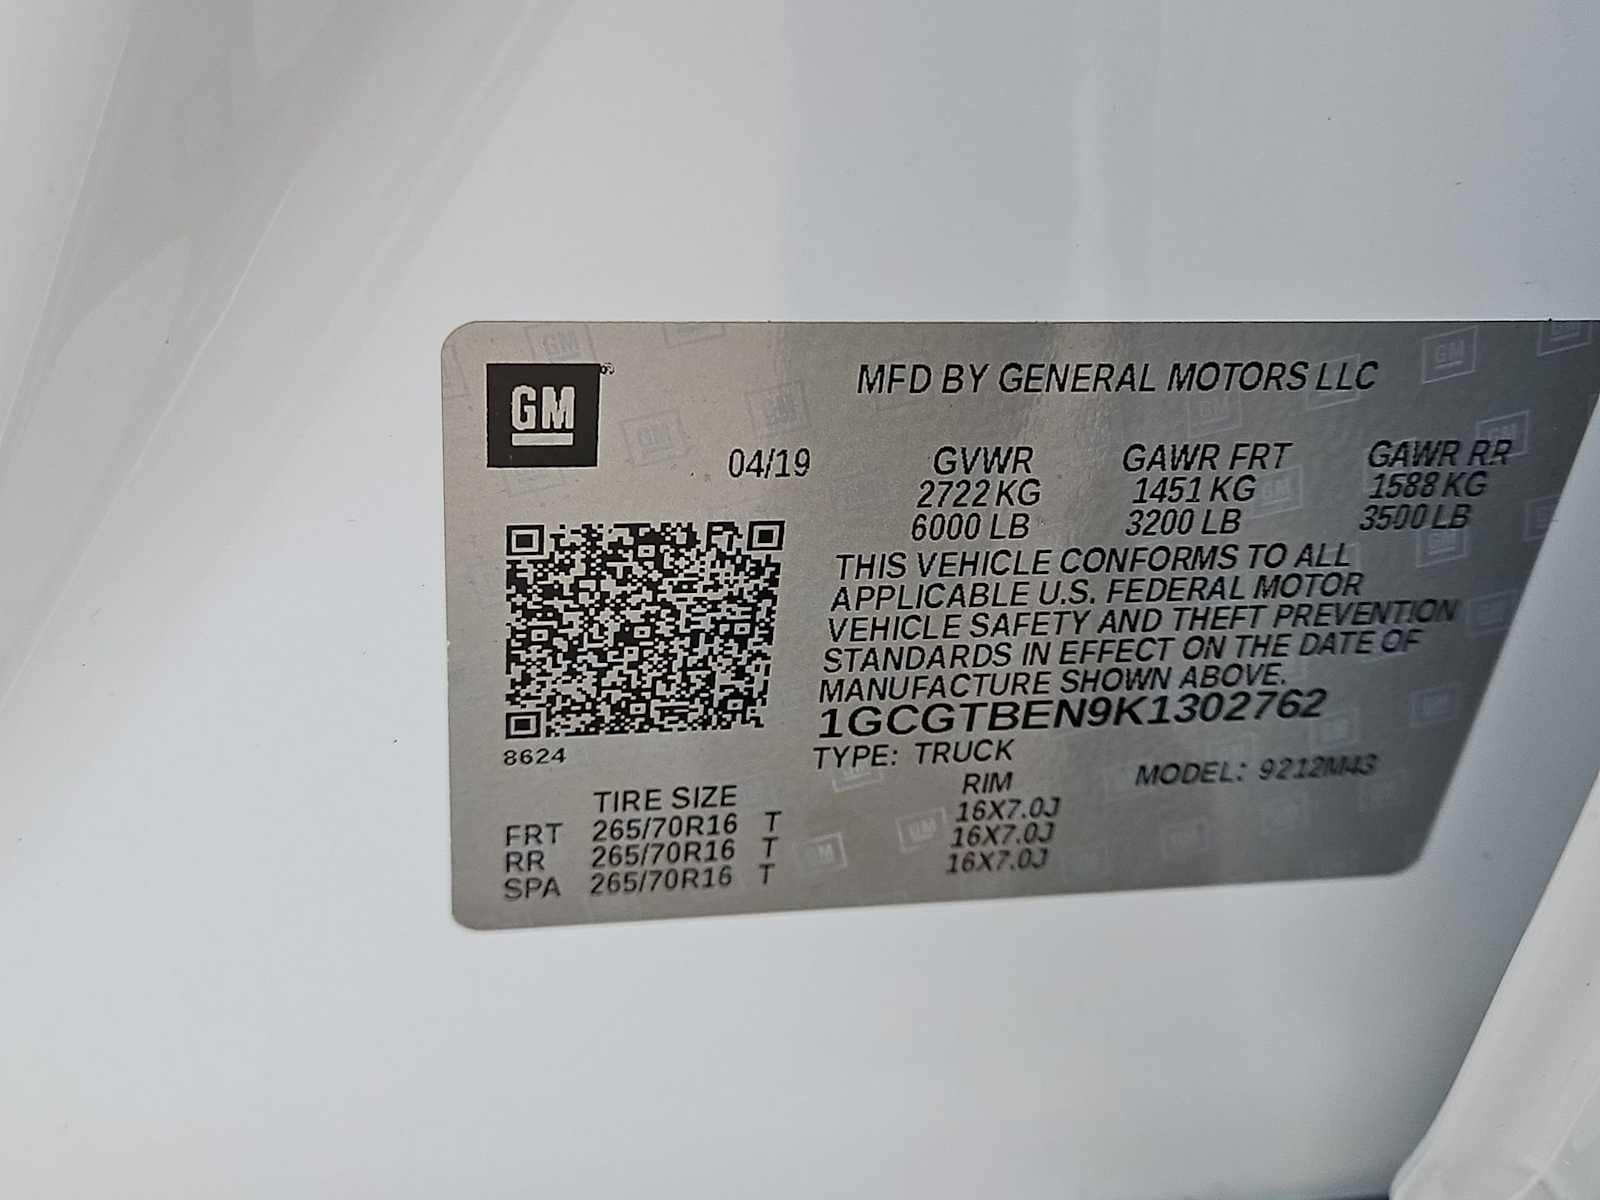 GM
MFD BY GENERAL MOTORS LLC
04/19 GVWR GAWR FRT GAWR RR
2722 KG 1451 KG 1588 KG
6000 LB 3200 LB 3500 LB
THIS VEHICLE CONFORMS TO ALL
APPLICABLE U.S. FEDERAL MOTOR
VEHICLE SAFETY AND THEFT PREVENTION
STANDARDS IN EFFECT ON THE DATE OF
MANUFACTURE SHOWN ABOVE.
1GCGTBEN9K1302762
8624
TYPE: TRUCK MODEL: 9212M43
TIRE SIZE RIM
FRT 265/70R16 T 16X7.0J
RR 265/70R16 T 16X7.0J
SPA 265/70R16 T 16X7.0J